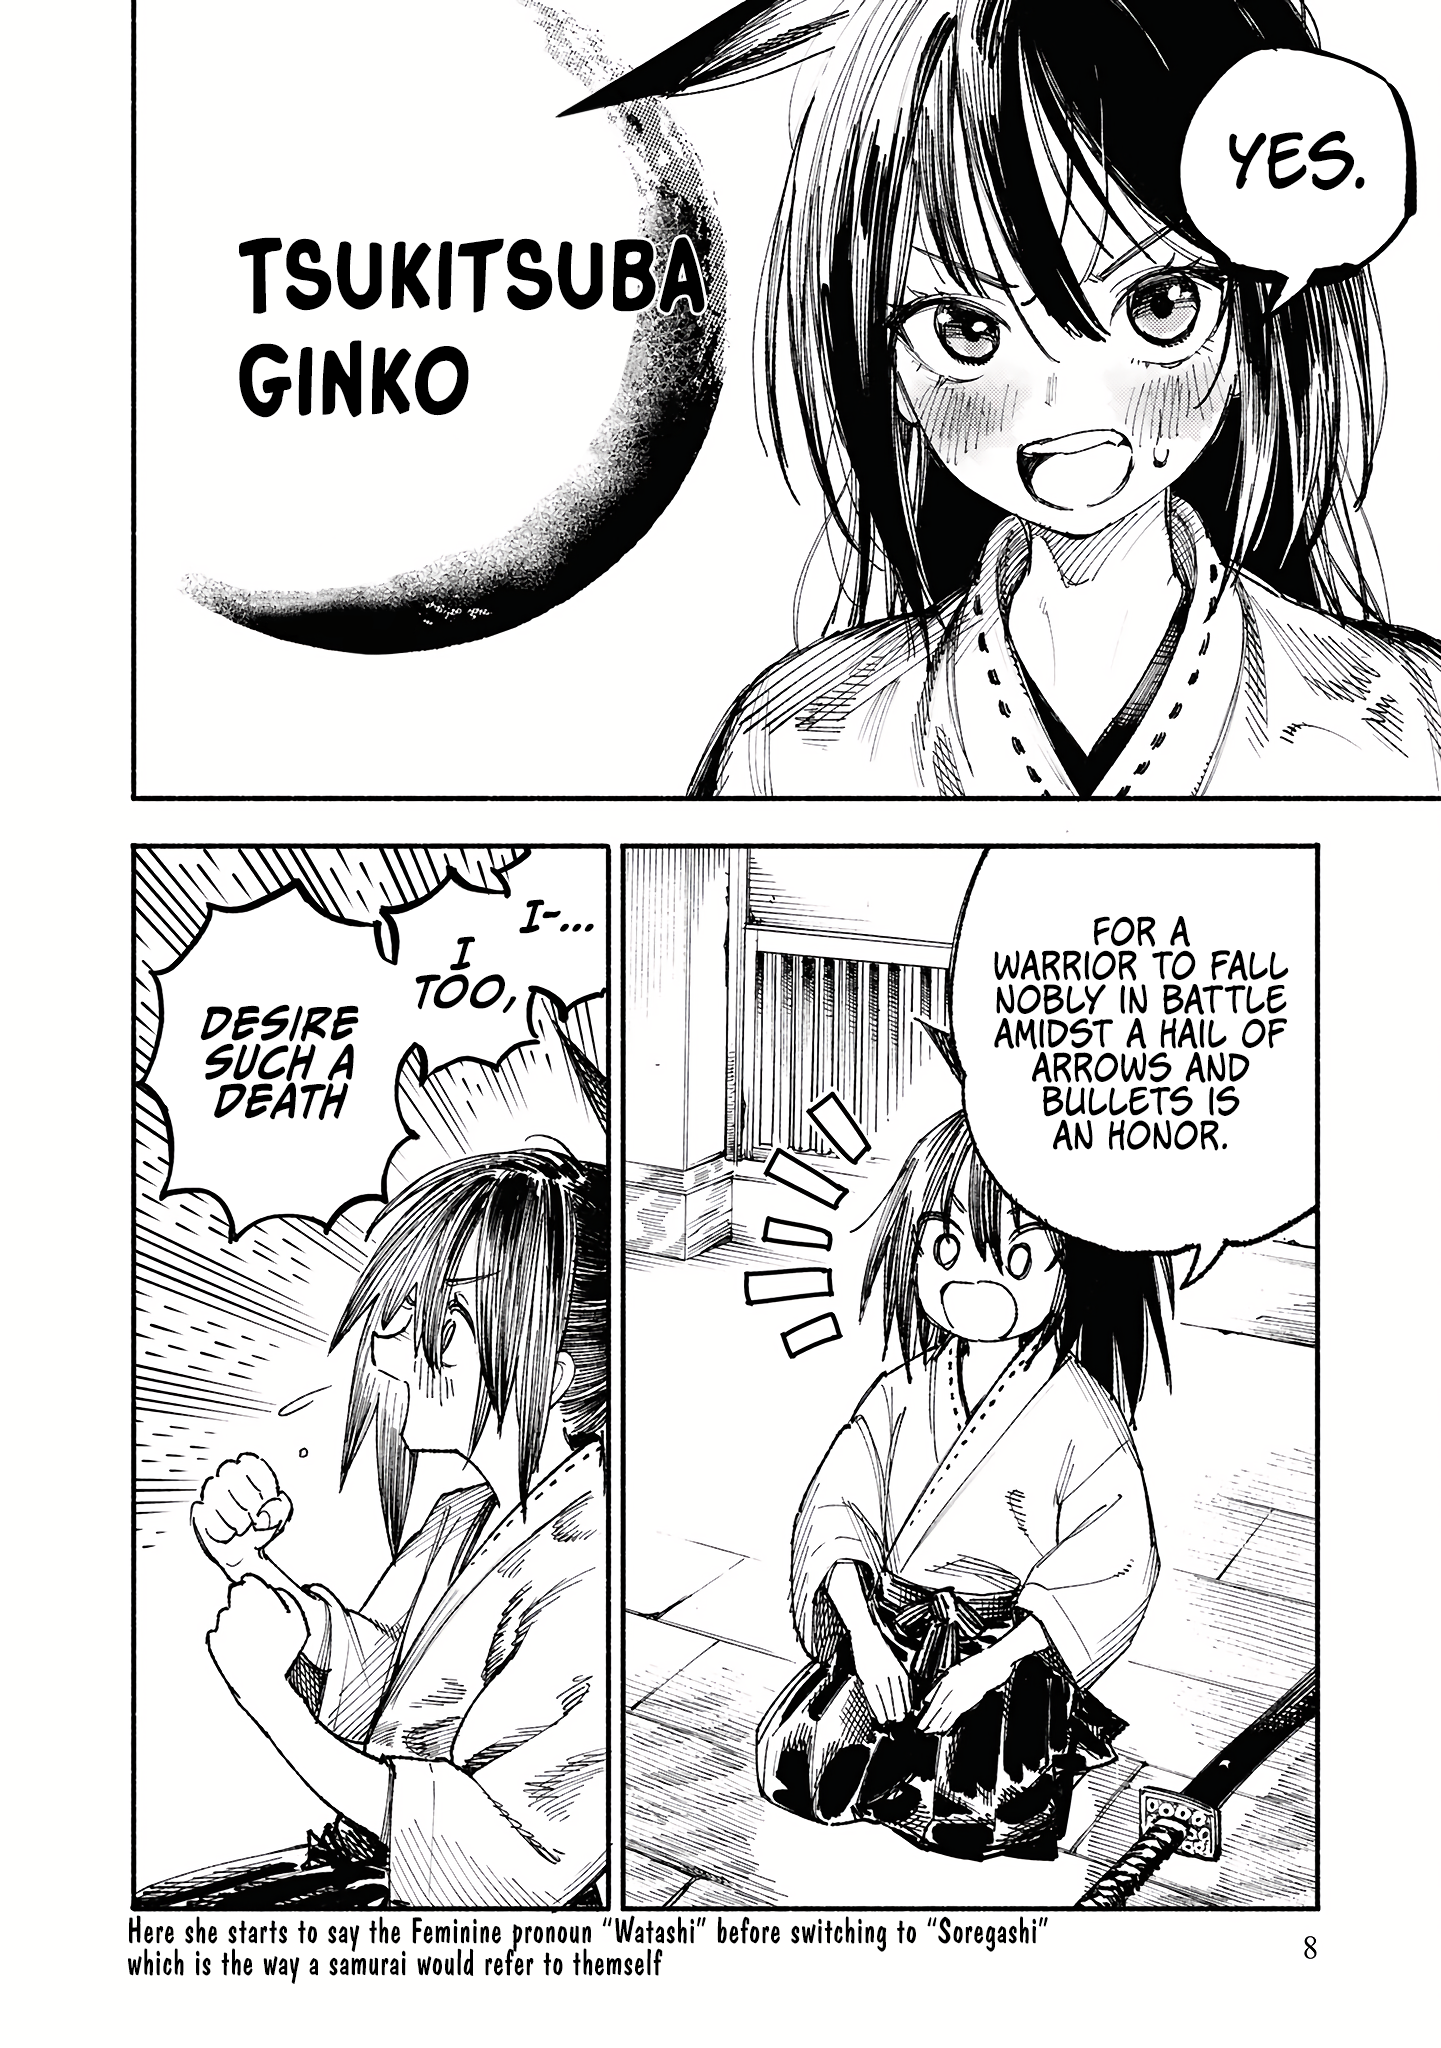 YES.
TSUKITSUBA
GINKO
FOR A
WARRIOR TO FALL
NOBLY IN BATTLE
AMIDST A HAIL OF
ARROWS AND
BULLETS IS
AN HONOR.
I-...
I
TOO,
DESIRE
SUCH A
DEATH
Here she starts to say the Feminine pronoun "Watashi" before switching to "Soregashi"
which is the way a samurai would refer to themself
8